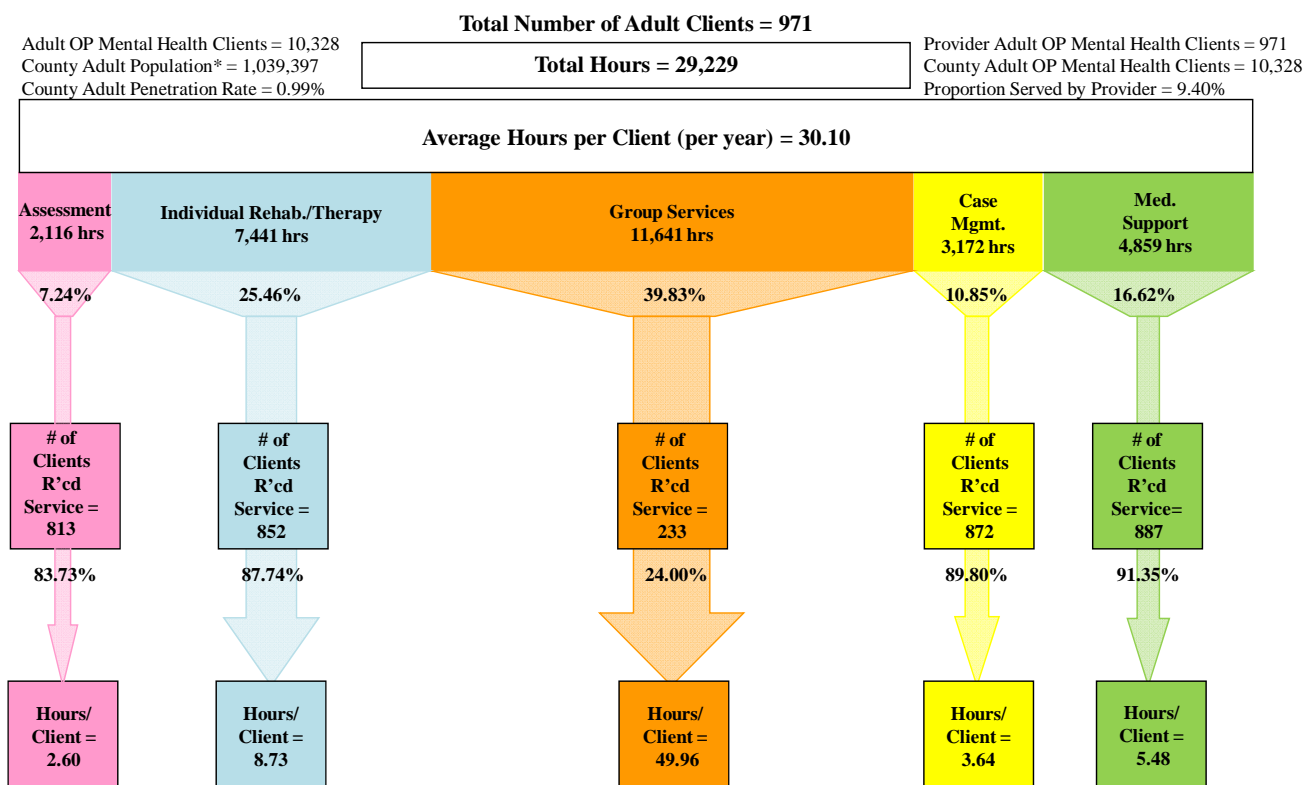 Total Number of Adult Clients = 971
Adult OP Mental Health Clients = 10,328
County Adult Population* = 1,039,397
County Adult Penetration Rate = 0.99%
Total Hours = 29,229
Provider Adult OP Mental Health Clients = 971
County Adult OP Mental Health Clients = 10,328
Proportion Served by Provider = 9.40%
Average Hours per Client (per year) = 30.10
Assessment
2,116 hrs
Individual Rehab./Therapy
7,441 hrs
Group Services
11,641 hrs
Case
Mgmt.
3,172 hrs
Med.
Support
4,859 hrs
7.24%
25.46%
39.83%
10.85%
16.62%
# of
Clients
R’cd
Service =
813
# of
Clients
R’cd
Service =
852
# of
Clients
R’cd
Service =
233
# of
Clients
R’cd
Service =
872
# of
Clients
R’cd
Service=
887
83.73%
87.74%
24.00%
89.80%
91.35%
Hours/
Client =
2.60
Hours/
Client =
8.73
Hours/
Client =
49.96
Hours/
Client =
3.64
Hours/
Client =
5.48